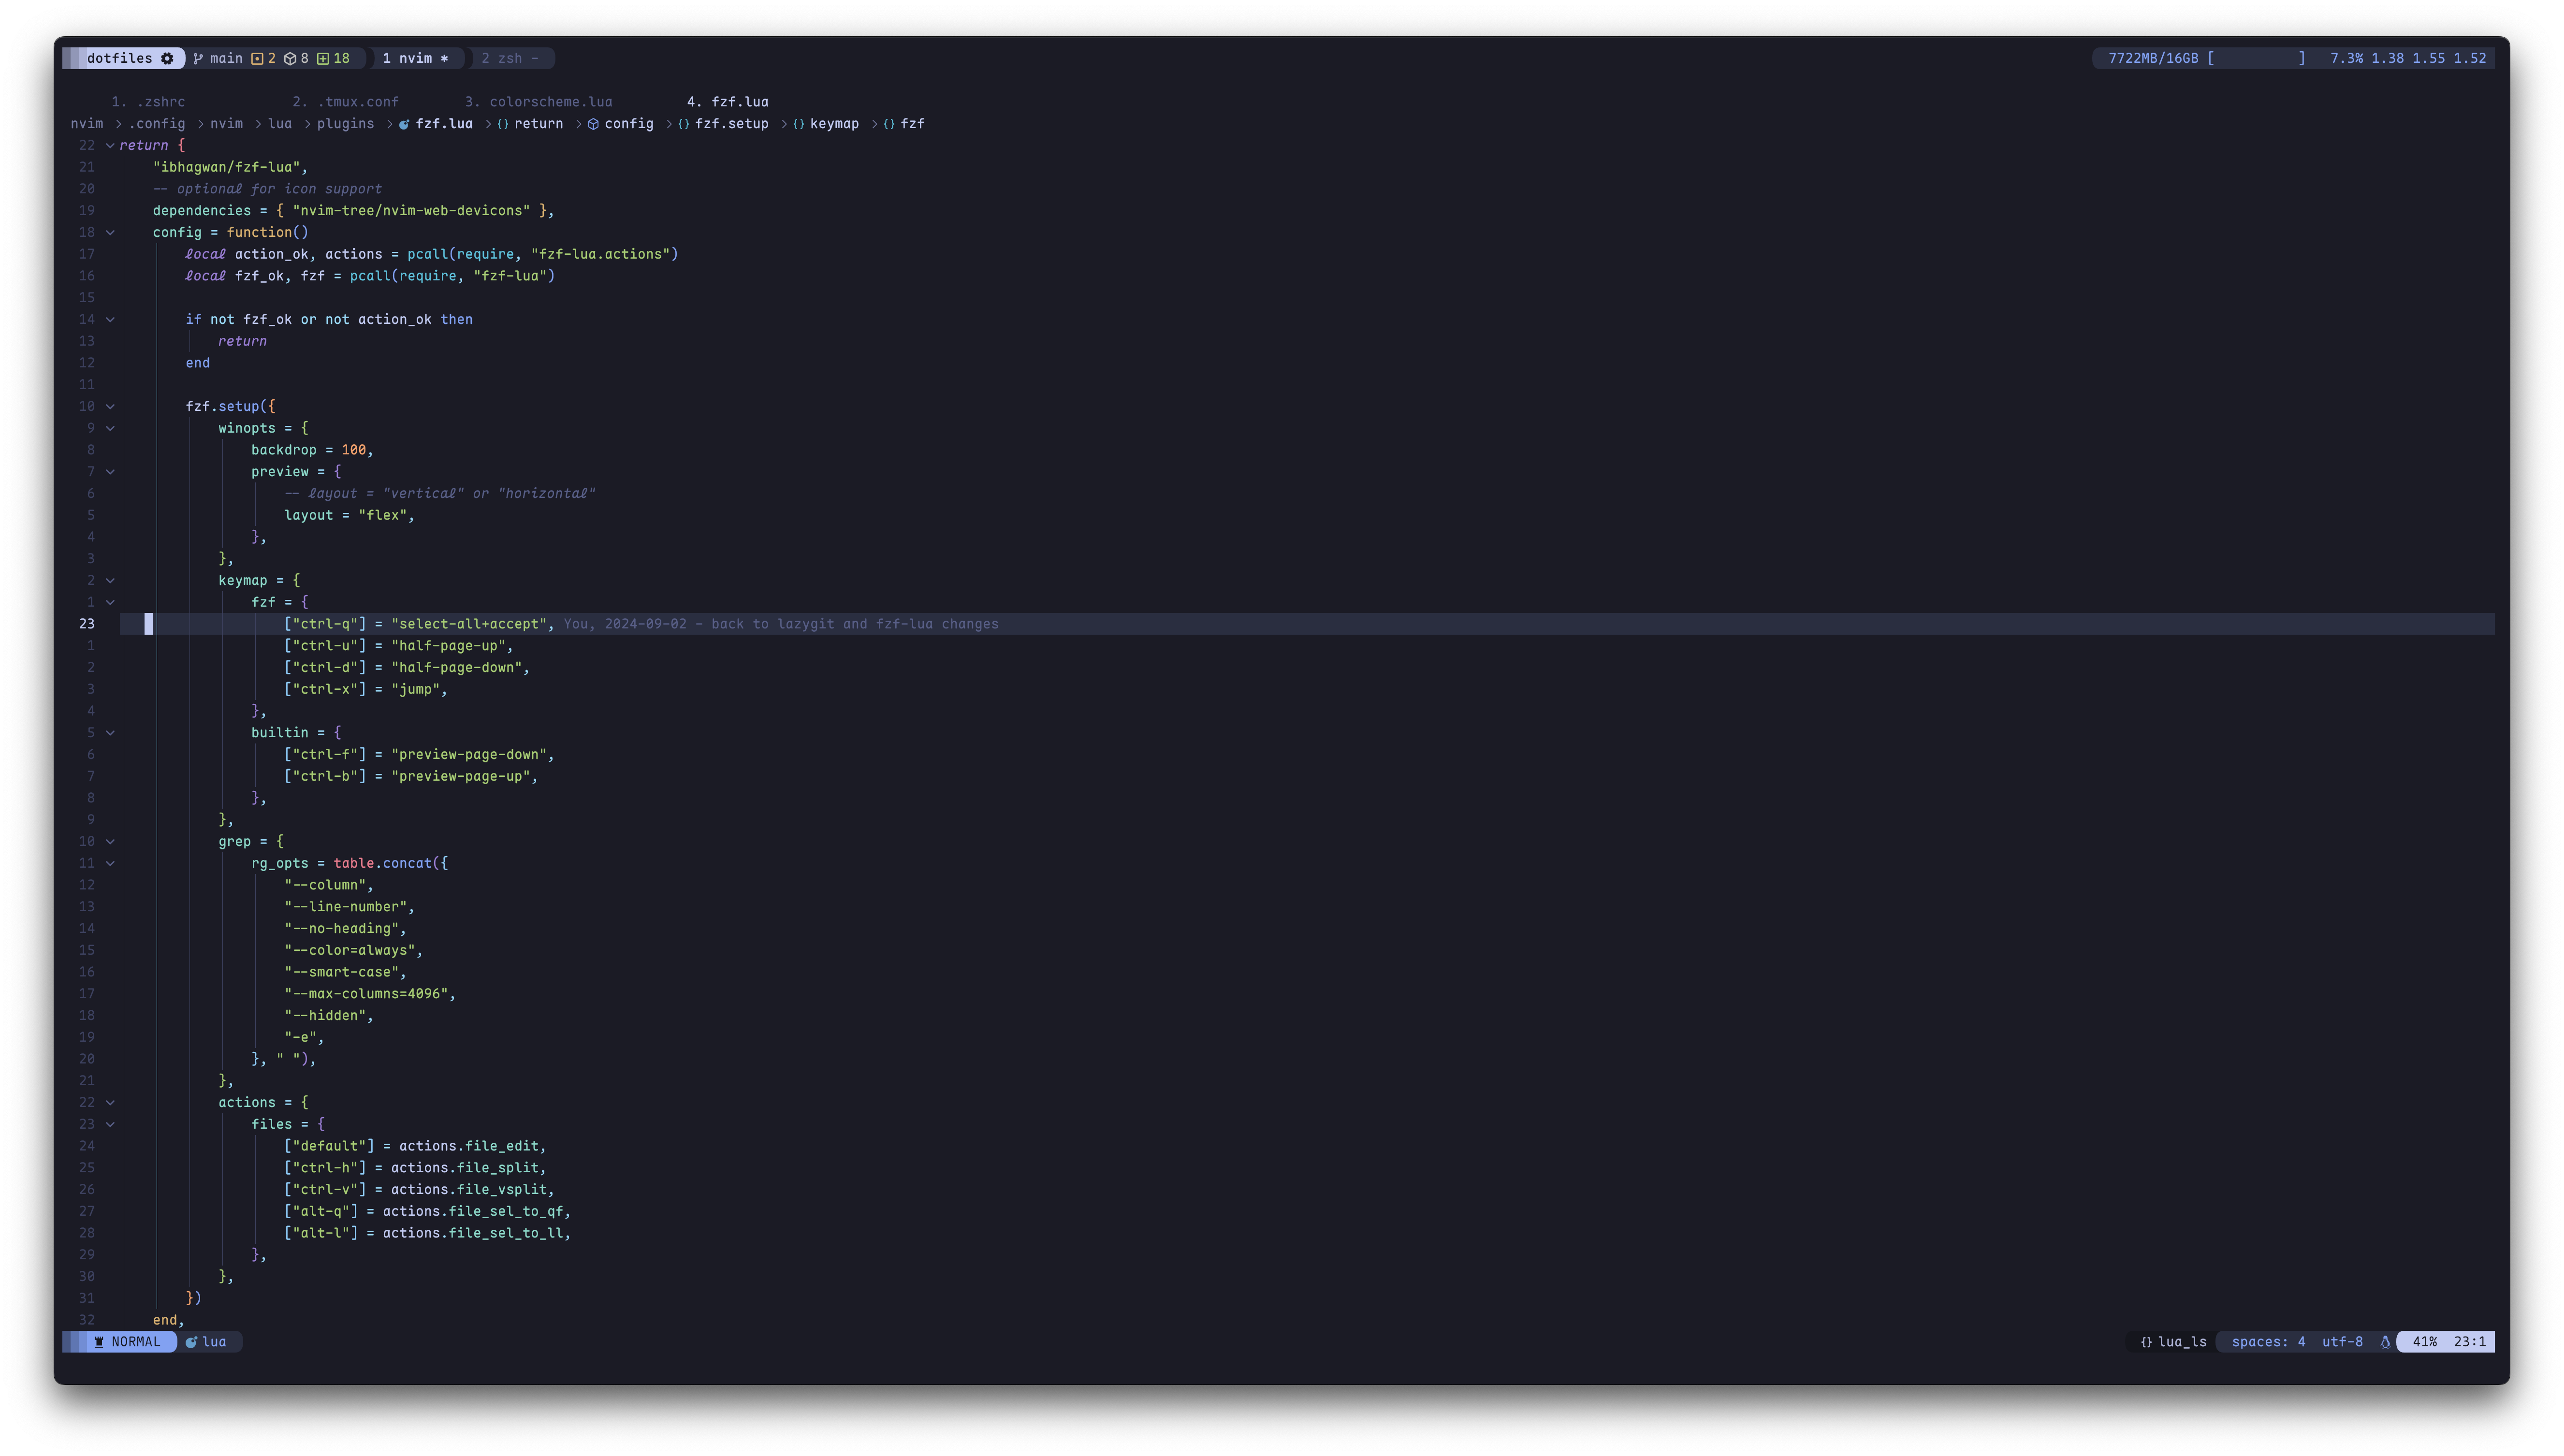 dotfiles main 2 8 18 1 nvim * 2 zsh - 7722MB/16GB [ ] 7.3% 1.38 1.55 1.52
1. .zshrc 2. .tmux.conf 3. colorscheme.lua 4. fzf.lua
nvim > .config > nvim > lua > plugins > fzf.lua > {} return > config > {} fzf.setup > {} keymap > {} fzf
22 return {
21 "ibhagwan/fzf-lua",
20 -- optional for icon support
19 dependencies = { "nvim-tree/nvim-web-devicons" },
18 config = function()
17 local action_ok, actions = pcall(require, "fzf-lua.actions")
16 local fzf_ok, fzf = pcall(require, "fzf-lua")
15
14 if not fzf_ok or not action_ok then
13 return
12 end
11
10 fzf.setup({
9 winopts = {
8 backdrop = 100,
7 preview = {
6 -- layout = "vertical" or "horizontal"
5 layout = "flex",
4 },
3 },
2 keymap = {
1 fzf = {
23 ["ctrl-q"] = "select-all+accept", You, 2024-09-02 - back to lazygit and fzf-lua changes
1 ["ctrl-u"] = "half-page-up",
2 ["ctrl-d"] = "half-page-down",
3 ["ctrl-x"] = "jump",
4 },
5 builtin = {
6 ["ctrl-f"] = "preview-page-down",
7 ["ctrl-b"] = "preview-page-up",
8 },
9 },
10 grep = {
11 rg_opts = table.concat({
12 "--column",
13 "--line-number",
14 "--no-heading",
15 "--color=always",
16 "--smart-case",
17 "--max-columns=4096",
18 "--hidden",
19 "-e",
20 }, " "),
21 },
22 actions = {
23 files = {
24 ["default"] = actions.file_edit,
25 ["ctrl-h"] = actions.file_split,
26 ["ctrl-v"] = actions.file_vsplit,
27 ["alt-q"] = actions.file_sel_to_qf,
28 ["alt-l"] = actions.file_sel_to_ll,
29 },
30 },
31 })
32 end,
NORMAL lua {} lua_ls spaces: 4 utf-8 41% 23:1